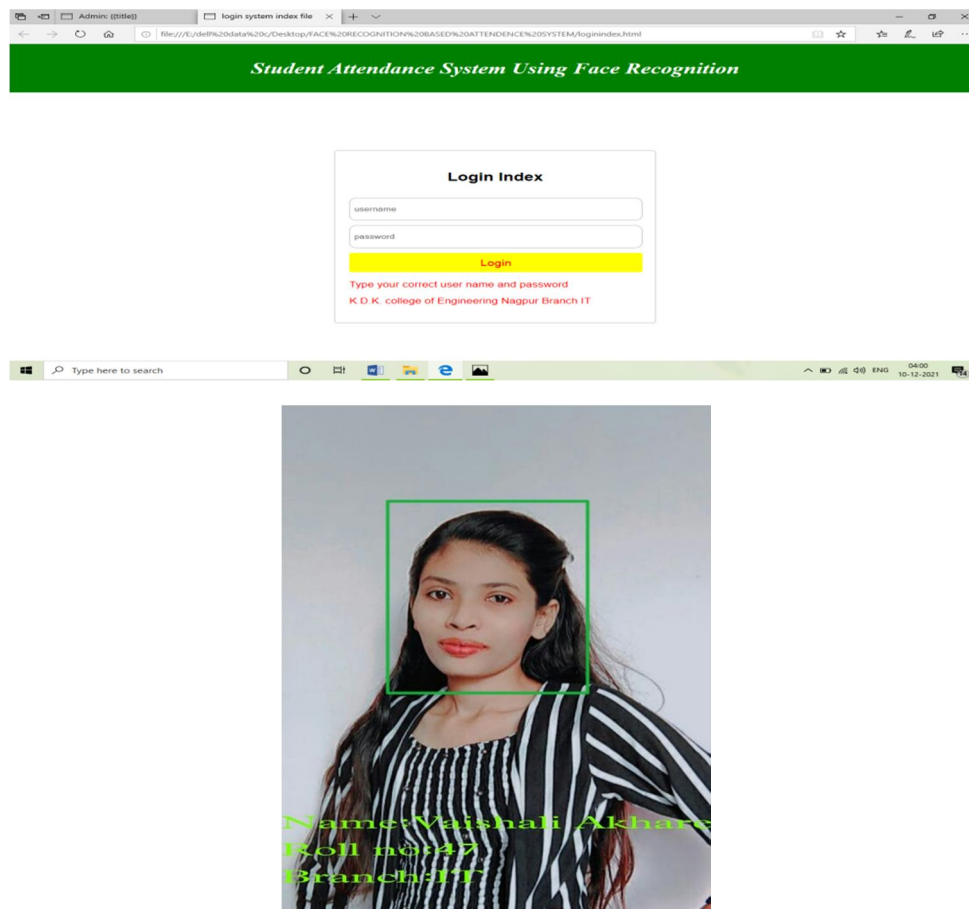 Admin: {{title}}
login system index file
file:///E:/dell%20data%20c/Desktop/FACE%20RECOGNITION%20BASED%20ATTENDENCE%20SYSTEM/loginindex.html
Student Attendance System Using Face Recognition
Login Index
username
password
Login
Type your correct user name and password
K.D.K. college of Engineering Nagpur Branch IT
Type here to search
ENG
04:00
10-12-2021
Name:Vaishali Akhare
Roll no:47
Branch:IT